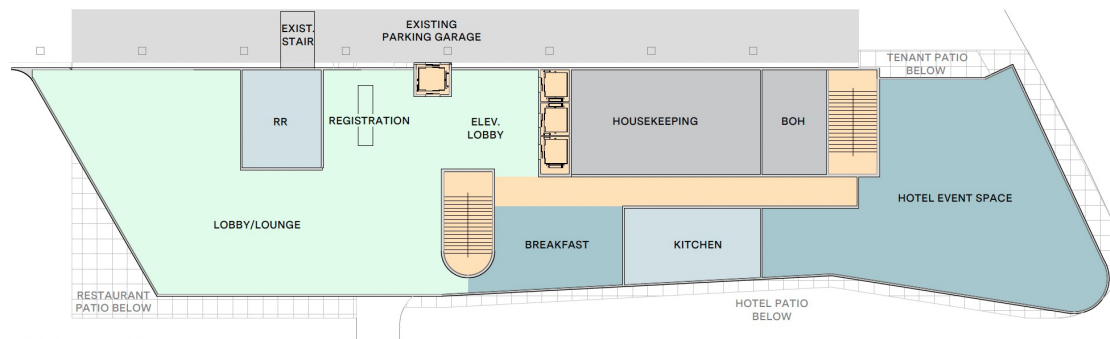 EXISTING
PARKING GARAGE
EXIST.
STAIR
TENANT PATIO
BELOW
RR
REGISTRATION
ELEV.
LOBBY
HOUSEKEEPING
BOH
HOTEL EVENT SPACE
LOBBY/LOUNGE
BREAKFAST
KITCHEN
RESTAURANT
PATIO BELOW
HOTEL PATIO
BELOW